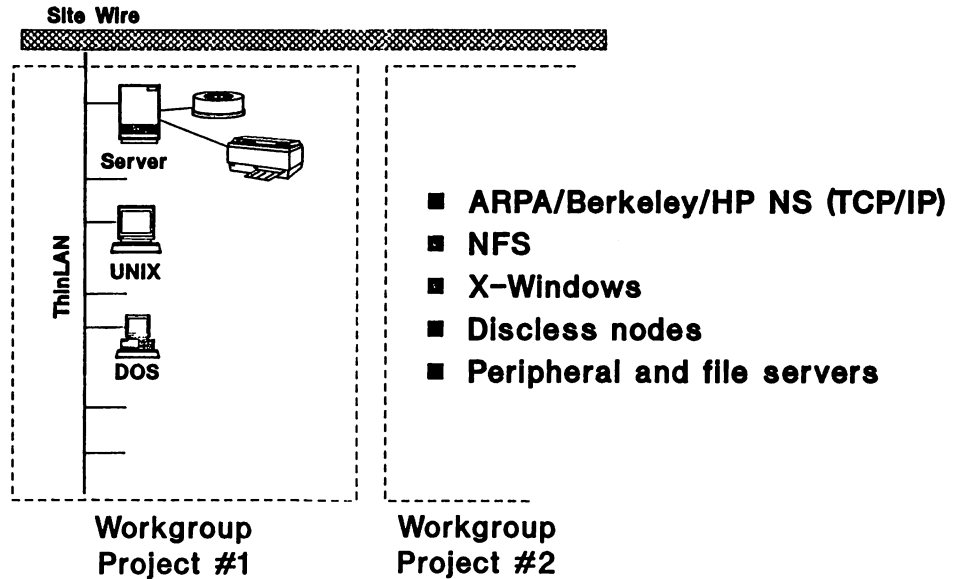 Site Wire
Server
ThinLAN
UNIX
DOS
■ ARPA/Berkeley/HP NS (TCP/IP)
■ NFS
■ X-Windows
■ Discless nodes
■ Peripheral and file servers
Workgroup
Project #1
Workgroup
Project #2